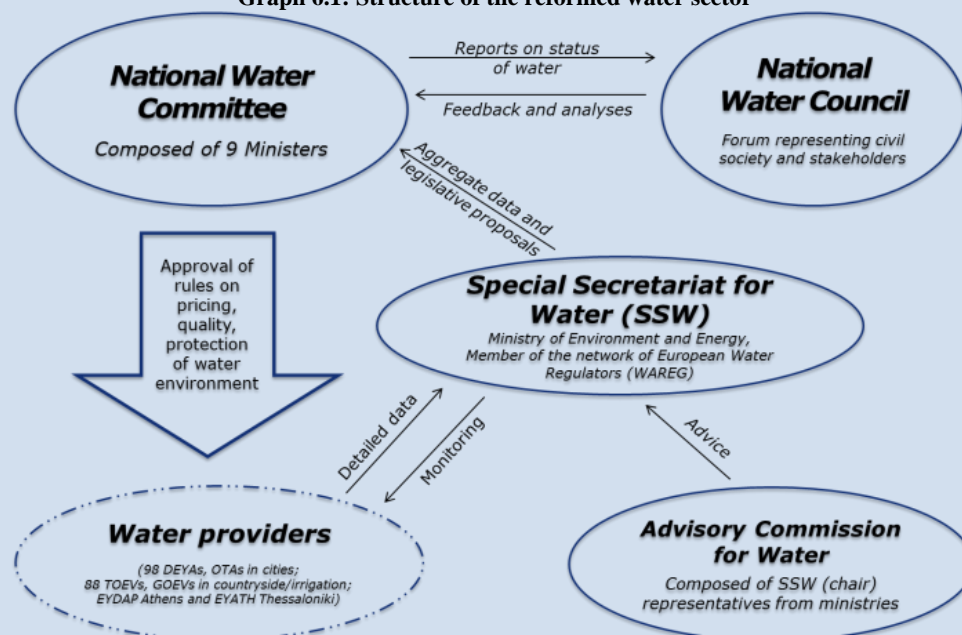 Graph 6.1: Structure of the reformed water sector
National Water
Committee
Composed of 9 Ministers
Reports on status
of water
Feedback and analyses
National
Water Council
Forum representing civil
society and stakeholders
Aggregate data and
legislative proposals
Approval of
rules on
pricing,
quality,
protection
of water
environment
Special Secretariat for
Water (SSW)
Ministry of Environment and Energy,
Member of the network of European Water
Regulators (WAREG)
Detailed data
Monitoring
Advice
Water providers
(98 DEYAs, OTAs in cities;
88 TOEVs, GOEVs in countryside/irrigation;
EYDAP Athens and EYATH Thessaloniki)
Advisory Commission
for Water
Composed of SSW (chair)
representatives from ministries